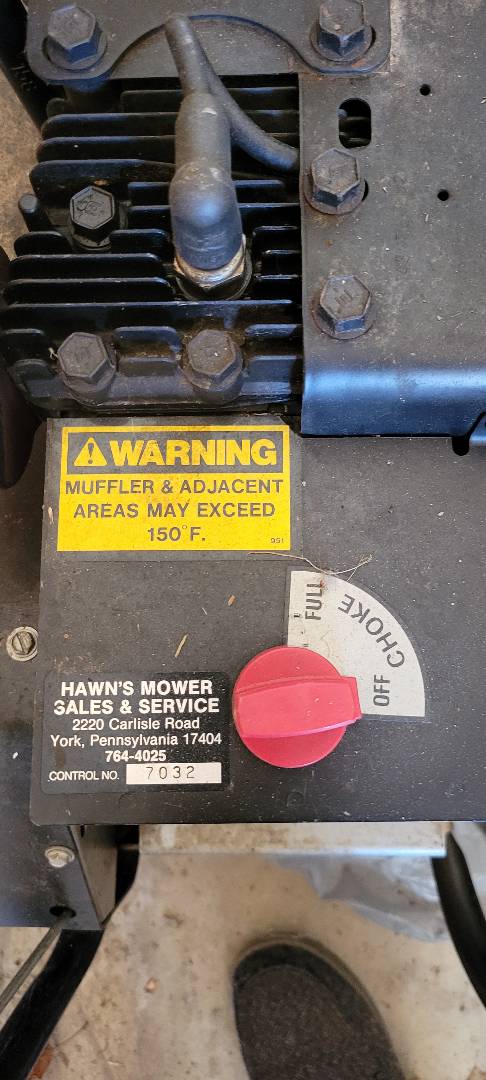 WARNING
MUFFLER & ADJACENT
AREAS MAY EXCEED
150°F.
951
FULL
CHOKE
OFF
HAWN'S MOWER
SALES & SERVICE
2220 Carlisle Road
York, Pennsylvania 17404
764-4025
CONTROL NO. 7032